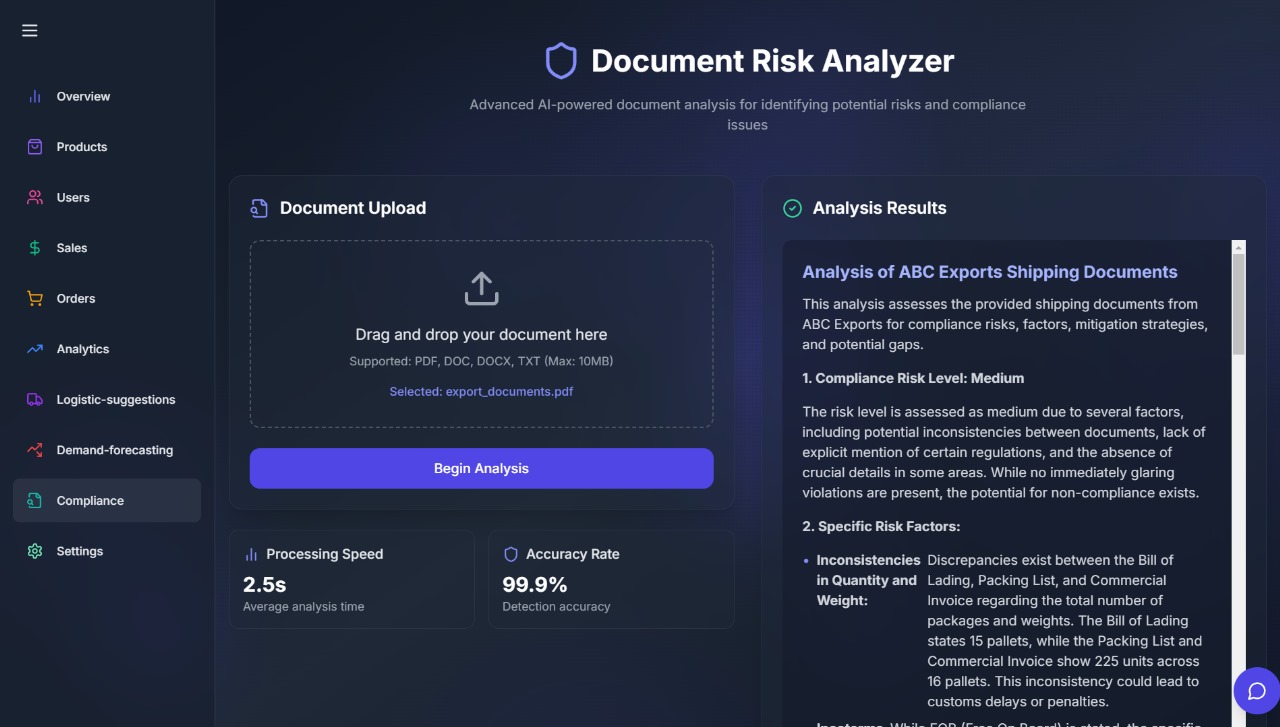 Overview
Products
Users
Sales
Orders
Analytics
Logistic-suggestions
Demand-forecasting
Compliance
Settings
Document Risk Analyzer
Advanced AI-powered document analysis for identifying potential risks and compliance
issues
Document Upload
Drag and drop your document here
Supported: PDF, DOC, DOCX, TXT (Max: 10MB)
Selected: export_documents.pdf
Begin Analysis
Processing Speed
2.5s
Average analysis time
Accuracy Rate
99.9%
Detection accuracy
Analysis Results
Analysis of ABC Exports Shipping Documents
This analysis assesses the provided shipping documents from
ABC Exports for compliance risks, factors, mitigation strategies,
and potential gaps.
1. Compliance Risk Level: Medium
The risk level is assessed as medium due to several factors,
including potential inconsistencies between documents, lack of
explicit mention of certain regulations, and the absence of
crucial details in some areas. While no immediately glaring
violations are present, the potential for non-compliance exists.
2. Specific Risk Factors:
• Inconsistencies
in Quantity and
Weight:
Discrepancies exist between the Bill of
Lading, Packing List, and Commercial
Invoice regarding the total number of
packages and weights. The Bill of Lading
states 15 pallets, while the Packing List and
Commercial Invoice show 225 units across
16 pallets. This inconsistency could lead to
customs delays or penalties.
While FOB (Free On Board) is stated, the specific